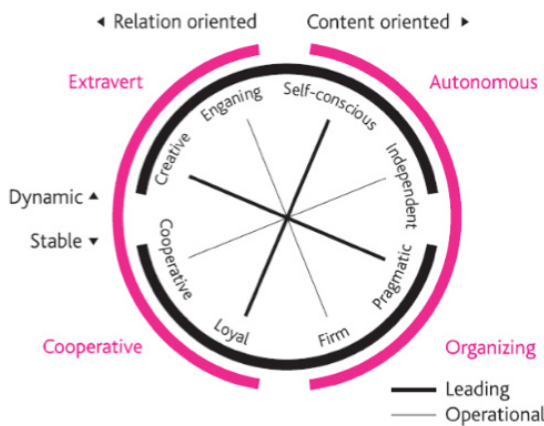 ◄ Relation oriented
Content oriented ►
Extravert
Autonomous
Enganing
Self-conscious
Creative
Independent
Dynamic ▲
Stable ▼
Cooperative
Pragmatic
Loyal
Firm
Cooperative
Organizing
Leading
Operational